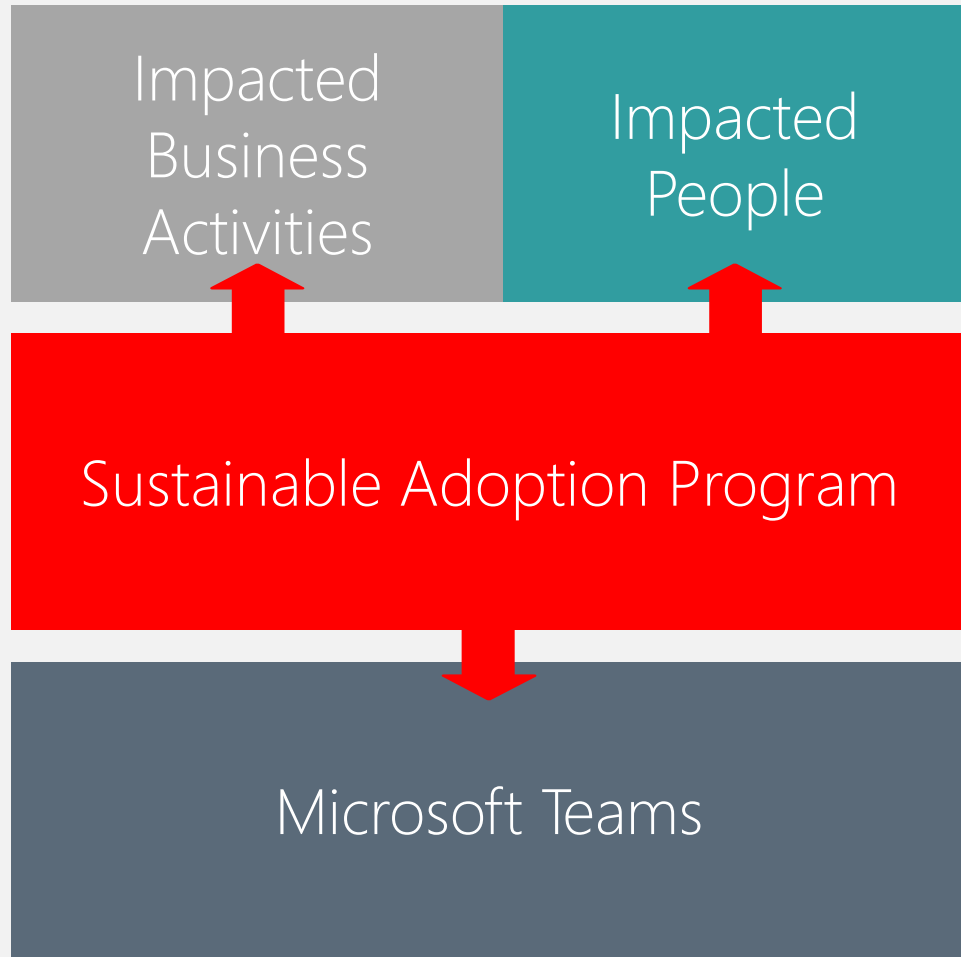 Impacted
Business
Activities
Impacted
People
Sustainable Adoption Program
Microsoft Teams